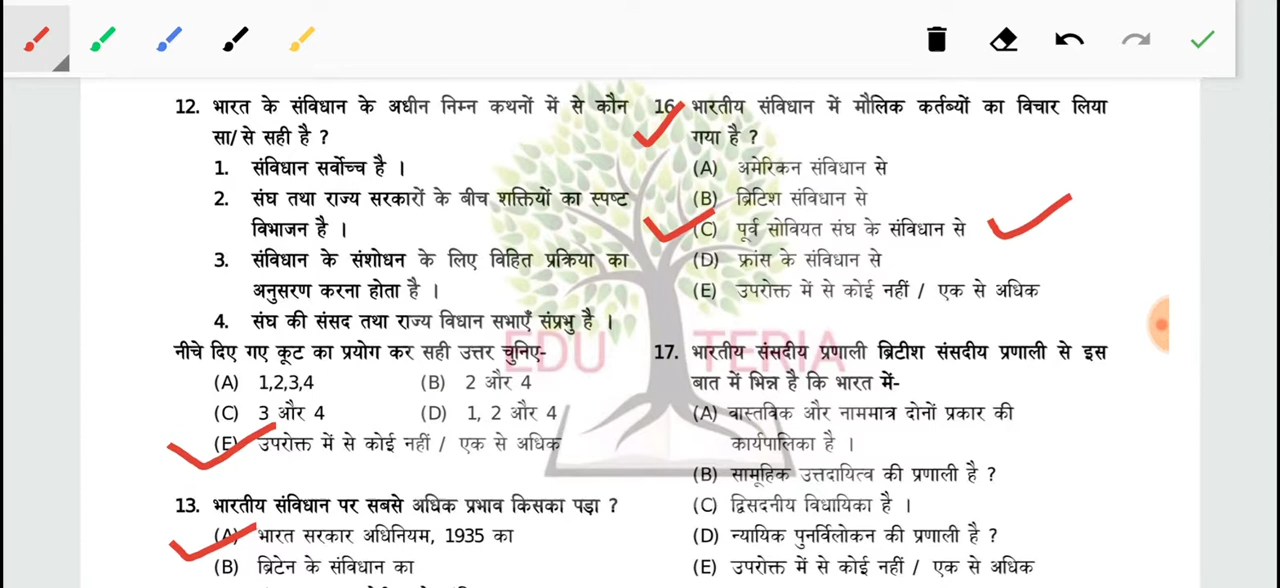 12. भारत के संविधान के अधीन निम्न कथनों में से कौन
सा/ से सही है ?
1. संविधान सर्वोच्च है ।
2. संघ तथा राज्य सरकारों के बीच शक्तियों का स्पष्ट
विभाजन है ।
3. संविधान के संशोधन के लिए विहित प्रक्रिया का
अनुसरण करना होता है ।
4. संघ की संसद तथा राज्य विधान सभाएँ संप्रभु है ।
नीचे दिए गए कूट का प्रयोग कर सही उत्तर चुनिए-
(A) 1,2,3,4 (B) 2 और 4
(C) 3 और 4 (D) 1, 2 और 4
(E) उपरोक्त में से कोई नहीं / एक से अधिक
13. भारतीय संविधान पर सबसे अधिक प्रभाव किसका पड़ा ?
(A) भारत सरकार अधिनियम, 1935 का
(B) ब्रिटेन के संविधान का
16. भारतीय संविधान में मौलिक कर्तब्यों का विचार लिया
गया है ?
(A) अमेरिकन संविधान से
(B) ब्रिटिश संविधान से
(C) पूर्व सोवियत संघ के संविधान से
(D) फ्रांस के संविधान से
(E) उपरोक्त में से कोई नहीं / एक से अधिक
17. भारतीय संसदीय प्रणाली ब्रिटीश संसदीय प्रणाली से इस
बात में भिन्न है कि भारत में-
(A) वास्तविक और नाममात्र दोनों प्रकार की
कार्यपालिका है ।
(B) सामूहिक उत्तदायित्व की प्रणाली है ?
(C) द्विसदनीय विधायिका है ।
(D) न्यायिक पुनर्विलोकन की प्रणाली है ?
(E) उपरोक्त में से कोई नहीं / एक से अधिक
EDU TERIA